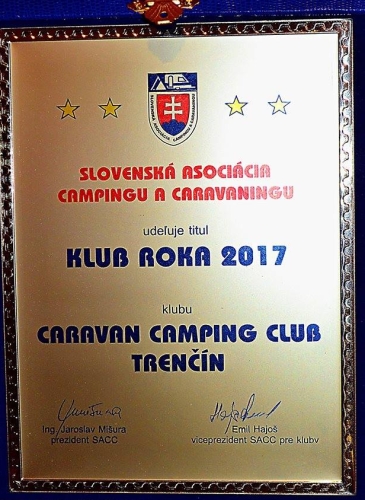 SLOVENSKÁ ASOCIÁCIA
CAMPINGU A CARAVANINGU
udeľuje titul
KLUB ROKA 2017
klubu
CARAVAN CAMPING CLUB
TRENČÍN
Ing. Jaroslav Mišura
prezident SACC
Emil Hajoš
viceprezident SACC pre kluby